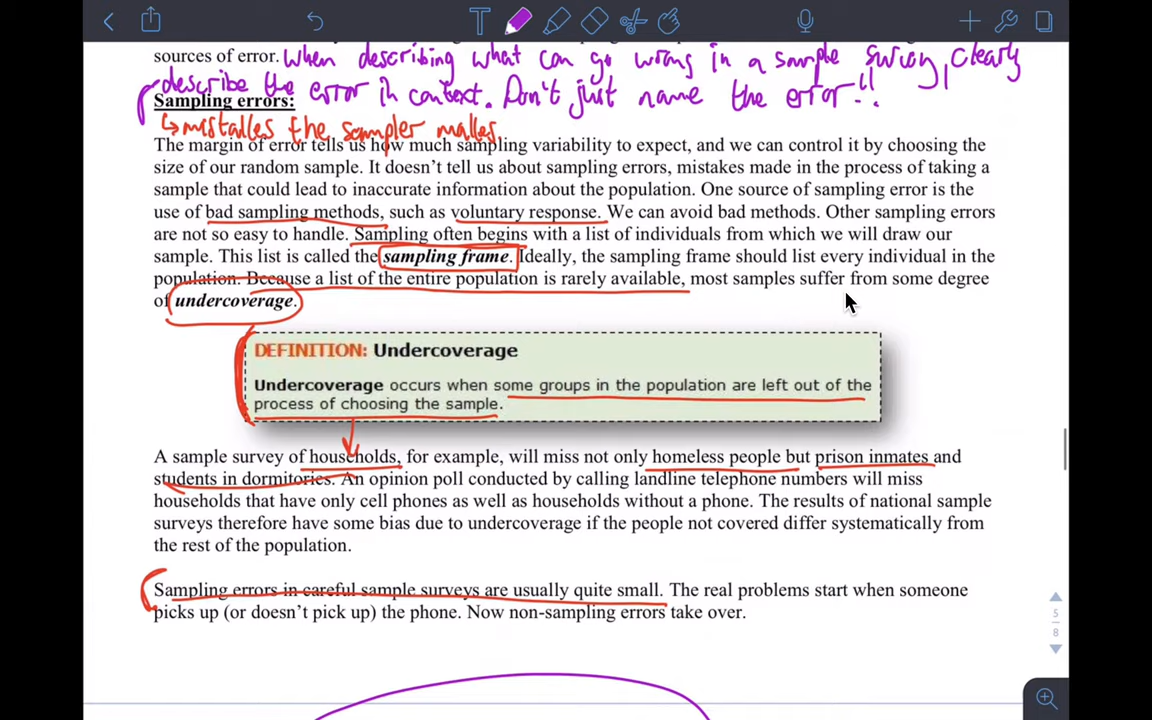 sources of error. When describing what can go wrong in a sample survey, clearly
describe the error in context. Don't just name the error!!
Sampling errors:
↳mistakes the sampler makes
The margin of error tells us how much sampling variability to expect, and we can control it by choosing the
size of our random sample. It doesn't tell us about sampling errors, mistakes made in the process of taking a
sample that could lead to inaccurate information about the population. One source of sampling error is the
use of bad sampling methods, such as voluntary response. We can avoid bad methods. Other sampling errors
are not so easy to handle. Sampling often begins with a list of individuals from which we will draw our
sample. This list is called the sampling frame. Ideally, the sampling frame should list every individual in the
population. Because a list of the entire population is rarely available, most samples suffer from some degree
of undercoverage.
DEFINITION: Undercoverage
Undercoverage occurs when some groups in the population are left out of the
process of choosing the sample.
A sample survey of households, for example, will miss not only homeless people but prison inmates and
students in dormitories. An opinion poll conducted by calling landline telephone numbers will miss
households that have only cell phones as well as households without a phone. The results of national sample
surveys therefore have some bias due to undercoverage if the people not covered differ systematically from
the rest of the population.
Sampling errors in careful sample surveys are usually quite small. The real problems start when someone
picks up (or doesn't pick up) the phone. Now non-sampling errors take over.
5
8